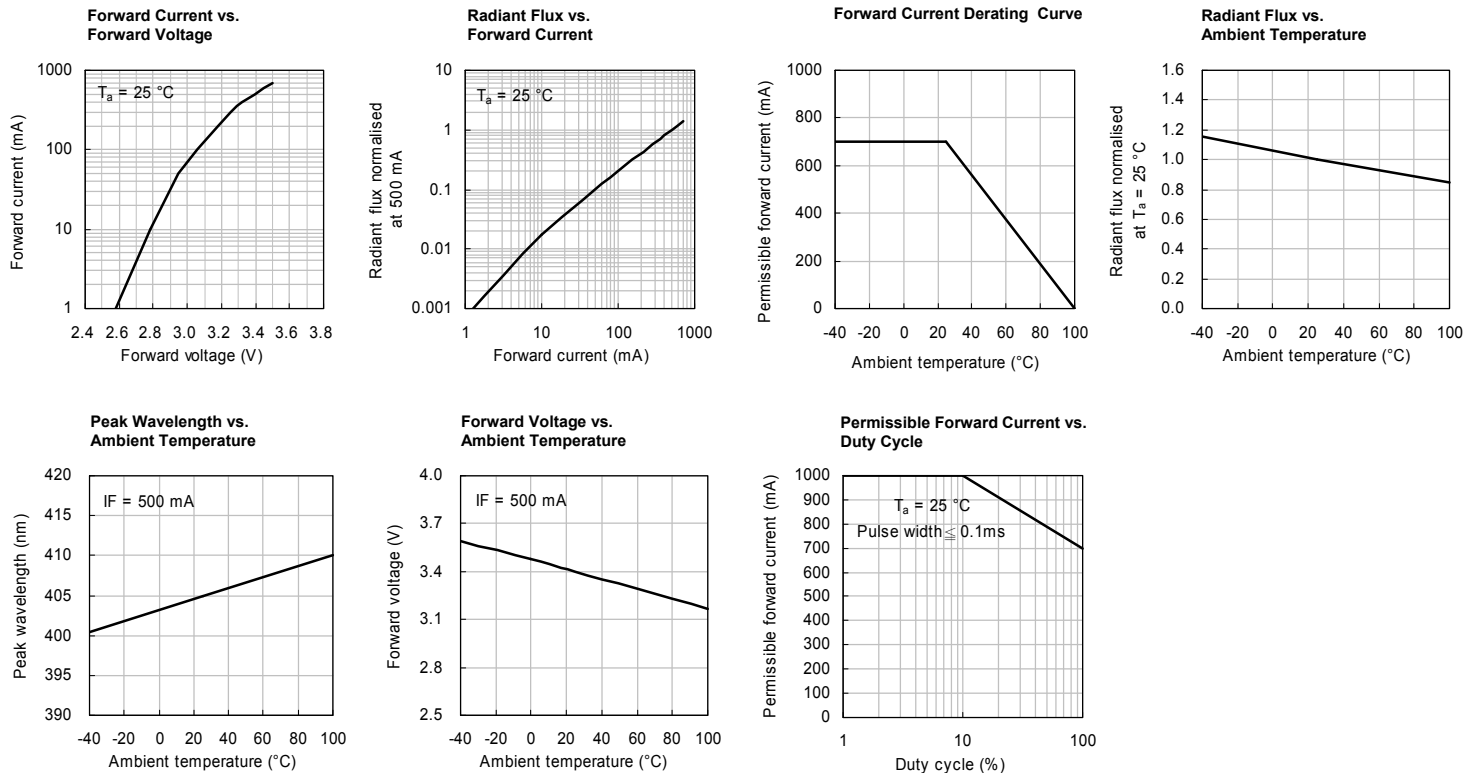 Forward Current vs.
Forward Voltage
1000
100
10
1
Forward current (mA)
Tₐ = 25 °C
2.4 2.6 2.8 3.0 3.2 3.4 3.6 3.8
Forward voltage (V)
Radiant Flux vs.
Forward Current
10
1
0.1
0.01
0.001
Radiant flux normalised
at 500 mA
Tₐ = 25 °C
1 10 100 1000
Forward current (mA)
Forward Current Derating Curve
1000
800
600
400
200
0
Permissible forward current (mA)
-40 -20 0 20 40 60 80 100
Ambient temperature (°C)
Radiant Flux vs.
Ambient Temperature
1.6
1.4
1.2
1.0
0.8
0.6
0.4
0.2
0.0
Radiant flux normalised
at Tₐ = 25 °C
-40 -20 0 20 40 60 80 100
Ambient temperature (°C)
Peak Wavelength vs.
Ambient Temperature
420
415
410
405
400
395
390
Peak wavelength (nm)
IF = 500 mA
-40 -20 0 20 40 60 80 100
Ambient temperature (°C)
Forward Voltage vs.
Ambient Temperature
4.0
3.7
3.4
3.1
2.8
2.5
Forward voltage (V)
IF = 500 mA
-40 -20 0 20 40 60 80 100
Ambient temperature (°C)
Permissible Forward Current vs.
Duty Cycle
1000
900
800
700
600
500
400
300
200
100
0
Permissible forward current (mA)
Tₐ = 25 °C
Pulse width≦ 0.1ms
1 10 100
Duty cycle (%)